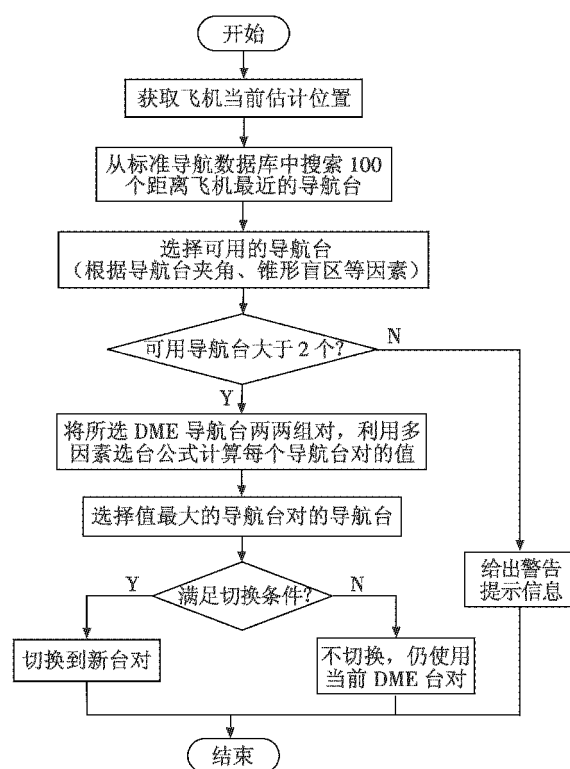 开始
获取飞机当前估计位置
从标准导航数据库中搜索 100
个距离飞机最近的导航台
选择可用的导航台
（根据导航台夹角、锥形盲区等因素）
可用导航台大于 2 个?
N
Y
将所选 DME 导航台两两组对，利用多
因素选台公式计算每个导航台对的值
选择值最大的导航台对的导航台
给出警告
提示信息
Y
满足切换条件?
N
切换到新台对
不切换，仍使用
当前 DME 台对
结束